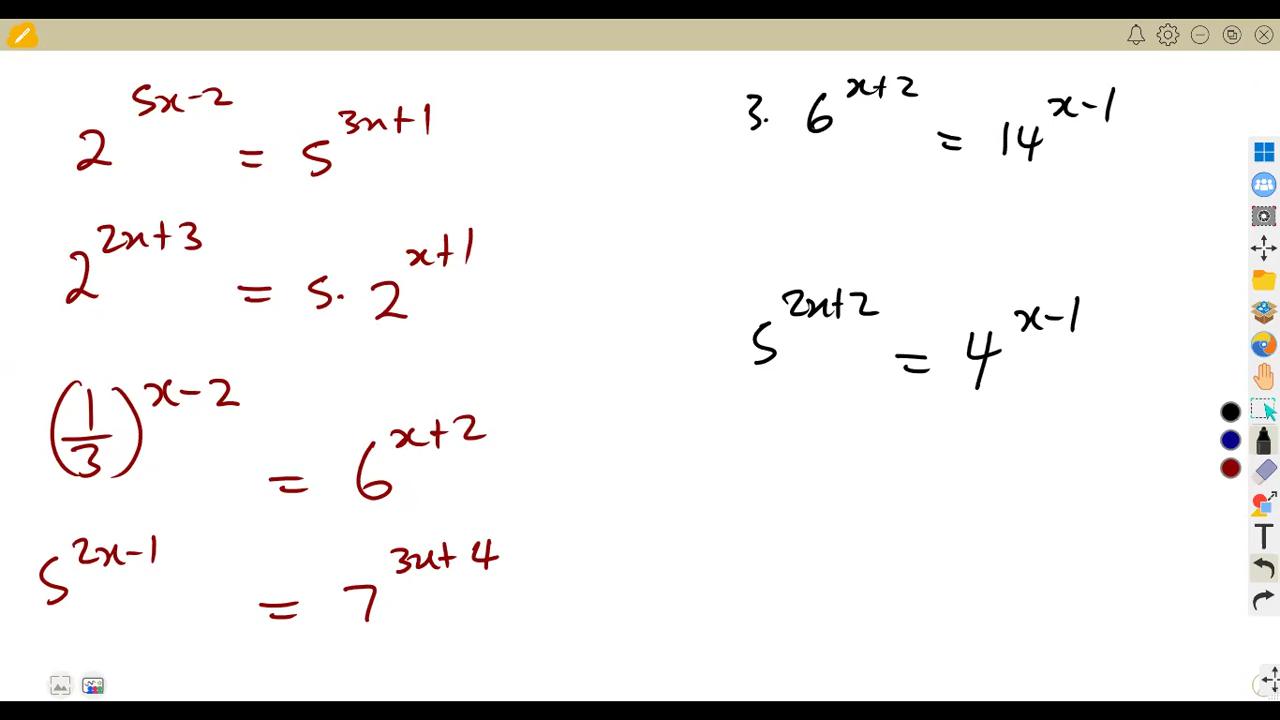 2^{5x-2} = 5^{3x+1}
2^{2x+3} = 5. 2^{x+1}
(1/3)^{x-2} = 6^{x+2}
5^{2x-1} = 7^{3x+4}
3. 6^{x+2} = 14^{x-1}
5^{2x+2} = 4^{x-1}
T